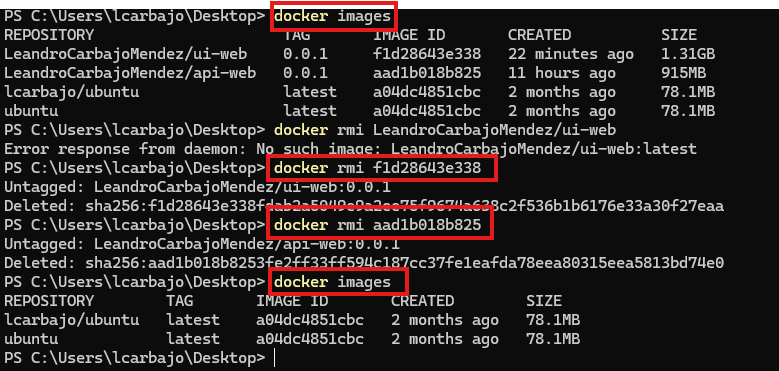 PS C:\Users\lcarbajo\Desktop> docker images
REPOSITORY TAG IMAGE ID CREATED SIZE
LeandroCarbajoMendez/ui-web 0.0.1 f1d28643e338 22 minutes ago 1.31GB
LeandroCarbajoMendez/api-web 0.0.1 aad1b018b825 11 hours ago 915MB
lcarbajo/ubuntu latest a04dc4851cbc 2 months ago 78.1MB
ubuntu latest a04dc4851cbc 2 months ago 78.1MB
PS C:\Users\lcarbajo\Desktop> docker rmi LeandroCarbajoMendez/ui-web
Error response from daemon: No such image: LeandroCarbajoMendez/ui-web:latest
PS C:\Users\lcarbajo\Desktop> docker rmi f1d28643e338
Untagged: LeandroCarbajoMendez/ui-web:0.0.1
Deleted: sha256:f1d28643e338fdab2a5049e9a2ee75f9674a638c2f536b1b6176e33a30f27eaa
PS C:\Users\lcarbajo\Desktop> docker rmi aad1b018b825
Untagged: LeandroCarbajoMendez/api-web:0.0.1
Deleted: sha256:aad1b018b8253fe2ff33ff594c187cc37fe1eafda78eea80315eea5813bd74e0
PS C:\Users\lcarbajo\Desktop> docker images
REPOSITORY TAG IMAGE ID CREATED SIZE
lcarbajo/ubuntu latest a04dc4851cbc 2 months ago 78.1MB
ubuntu latest a04dc4851cbc 2 months ago 78.1MB
PS C:\Users\lcarbajo\Desktop>